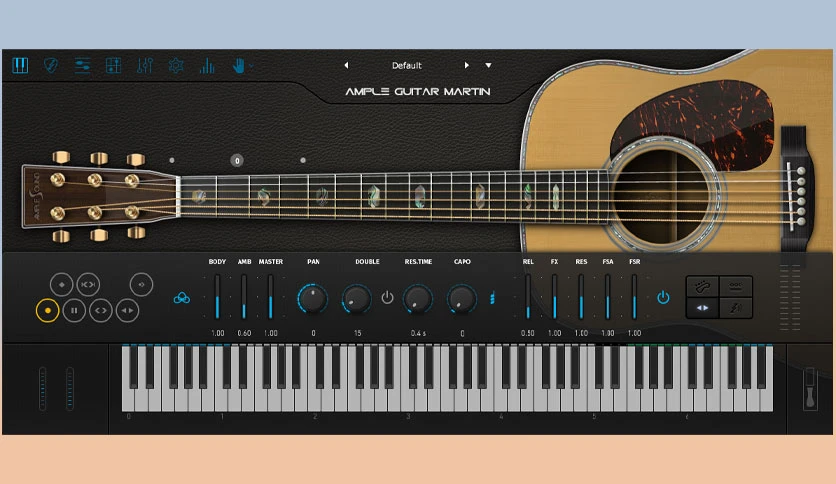 Default
AMPLE GUITAR MARTIN
0
AMPLE SOUND
BODY AMB MASTER PAN DOUBLE RES.TIME CAPO REL FX RES FSA FSR
1.00 0.60 1.00 0 15 0.4 s 0 0.50 1.00 1.00 1.00 1.00
0 1 2 3 4 5 6